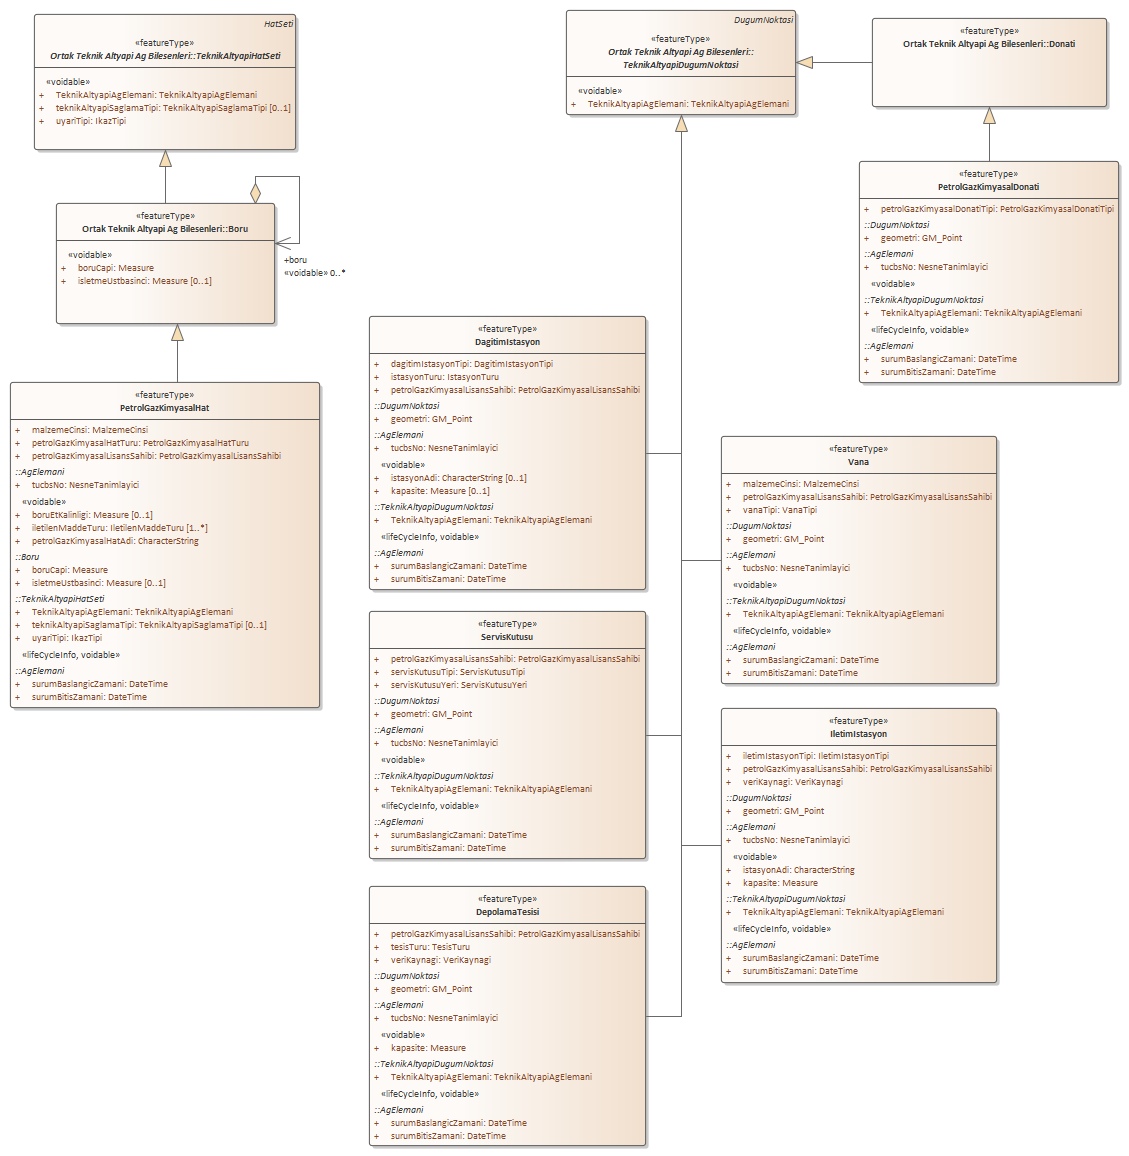 HatSeti
«featureType»
Ortak Teknik Altyapi Ag Bilesenleri::TeknikAltyapiHatSeti
«voidable»
+ TeknikAltyapiAgElemani: TeknikAltyapiAgElemani
+ teknikAltyapiSaglamaTipi: TeknikAltyapiSaglamaTipi [0..1]
+ uyariTipi: IkazTipi
«featureType»
Ortak Teknik Altyapi Ag Bilesenleri::Boru
«voidable»
+ boruCapi: Measure
+ isletmeUstbasinci: Measure [0..1]
+boru
«voidable» 0..*
«featureType»
PetrolGazKimyasalHat
+ malzemeCinsi: MalzemeCinsi
+ petrolGazKimyasalHatTuru: PetrolGazKimyasalHatTuru
+ petrolGazKimyasalLisansSahibi: PetrolGazKimyasalLisansSahibi
::AgElemani
+ tucbsNo: NesneTanimlayici
«voidable»
+ boruEtKalinligi: Measure [0..1]
+ iletilenMaddeTuru: IletilenMaddeTuru [1..*]
+ petrolGazKimyasalHatAdi: CharacterString
::Boru
+ boruCapi: Measure
+ isletmeUstbasinci: Measure [0..1]
::TeknikAltyapiHatSeti
+ TeknikAltyapiAgElemani: TeknikAltyapiAgElemani
+ teknikAltyapiSaglamaTipi: TeknikAltyapiSaglamaTipi [0..1]
+ uyariTipi: IkazTipi
«lifeCycleInfo, voidable»
::AgElemani
+ surumBaslangicZamani: DateTime
+ surumBitisZamani: DateTime
DugumNoktasi
«featureType»
Ortak Teknik Altyapi Ag Bilesenleri::
TeknikAltyapiDugumNoktasi
«voidable»
+ TeknikAltyapiAgElemani: TeknikAltyapiAgElemani
«featureType»
Ortak Teknik Altyapi Ag Bilesenleri::Donati
«featureType»
PetrolGazKimyasalDonati
+ petrolGazKimyasalDonatiTipi: PetrolGazKimyasalDonatiTipi
::DugumNoktasi
+ geometri: GM_Point
::AgElemani
+ tucbsNo: NesneTanimlayici
«voidable»
::TeknikAltyapiDugumNoktasi
+ TeknikAltyapiAgElemani: TeknikAltyapiAgElemani
«lifeCycleInfo, voidable»
::AgElemani
+ surumBaslangicZamani: DateTime
+ surumBitisZamani: DateTime
«featureType»
DagitimIstasyon
+ dagitimIstasyonTipi: DagitimIstasyonTipi
+ istasyonTuru: IstasyonTuru
+ petrolGazKimyasalLisansSahibi: PetrolGazKimyasalLisansSahibi
::DugumNoktasi
+ geometri: GM_Point
::AgElemani
+ tucbsNo: NesneTanimlayici
«voidable»
+ istasyonAdi: CharacterString [0..1]
+ kapasite: Measure [0..1]
::TeknikAltyapiDugumNoktasi
+ TeknikAltyapiAgElemani: TeknikAltyapiAgElemani
«lifeCycleInfo, voidable»
::AgElemani
+ surumBaslangicZamani: DateTime
+ surumBitisZamani: DateTime
«featureType»
Vana
+ malzemeCinsi: MalzemeCinsi
+ petrolGazKimyasalLisansSahibi: PetrolGazKimyasalLisansSahibi
+ vanaTipi: VanaTipi
::DugumNoktasi
+ geometri: GM_Point
::AgElemani
+ tucbsNo: NesneTanimlayici
«voidable»
::TeknikAltyapiDugumNoktasi
+ TeknikAltyapiAgElemani: TeknikAltyapiAgElemani
«lifeCycleInfo, voidable»
::AgElemani
+ surumBaslangicZamani: DateTime
+ surumBitisZamani: DateTime
«featureType»
ServisKutusu
+ petrolGazKimyasalLisansSahibi: PetrolGazKimyasalLisansSahibi
+ servisKutusuTipi: ServisKutusuTipi
+ servisKutusuYeri: ServisKutusuYeri
::DugumNoktasi
+ geometri: GM_Point
::AgElemani
+ tucbsNo: NesneTanimlayici
«voidable»
::TeknikAltyapiDugumNoktasi
+ TeknikAltyapiAgElemani: TeknikAltyapiAgElemani
«lifeCycleInfo, voidable»
::AgElemani
+ surumBaslangicZamani: DateTime
+ surumBitisZamani: DateTime
«featureType»
IletimIstasyon
+ iletimIstasyonTipi: IletimIstasyonTipi
+ petrolGazKimyasalLisansSahibi: PetrolGazKimyasalLisansSahibi
+ veriKaynagi: VeriKaynagi
::DugumNoktasi
+ geometri: GM_Point
::AgElemani
+ tucbsNo: NesneTanimlayici
«voidable»
+ istasyonAdi: CharacterString
+ kapasite: Measure
::TeknikAltyapiDugumNoktasi
+ TeknikAltyapiAgElemani: TeknikAltyapiAgElemani
«lifeCycleInfo, voidable»
::AgElemani
+ surumBaslangicZamani: DateTime
+ surumBitisZamani: DateTime
«featureType»
DepolamaTesisi
+ petrolGazKimyasalLisansSahibi: PetrolGazKimyasalLisansSahibi
+ tesisTuru: TesisTuru
+ veriKaynagi: VeriKaynagi
::DugumNoktasi
+ geometri: GM_Point
::AgElemani
+ tucbsNo: NesneTanimlayici
«voidable»
+ kapasite: Measure
::TeknikAltyapiDugumNoktasi
+ TeknikAltyapiAgElemani: TeknikAltyapiAgElemani
«lifeCycleInfo, voidable»
::AgElemani
+ surumBaslangicZamani: DateTime
+ surumBitisZamani: DateTime